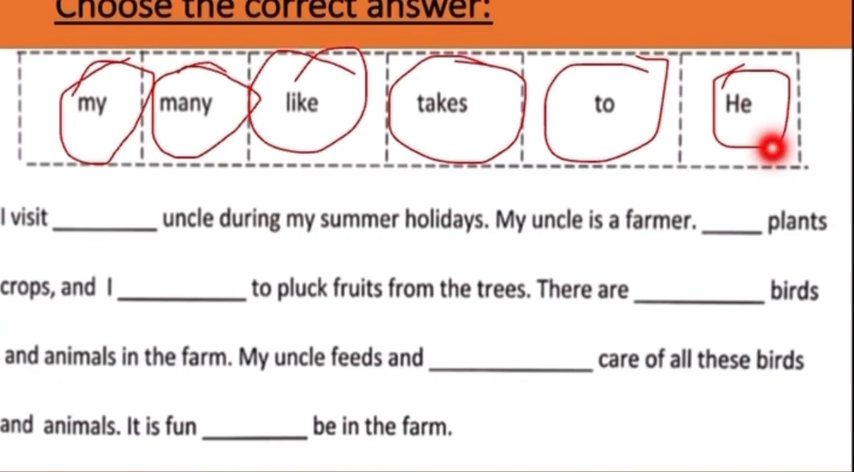 Choose the correct answer:
my many like takes to He
I visit ________ uncle during my summer holidays. My uncle is a farmer. _____ plants
crops, and I __________ to pluck fruits from the trees. There are __________ birds
and animals in the farm. My uncle feeds and _____________ care of all these birds
and animals. It is fun ________ be in the farm.